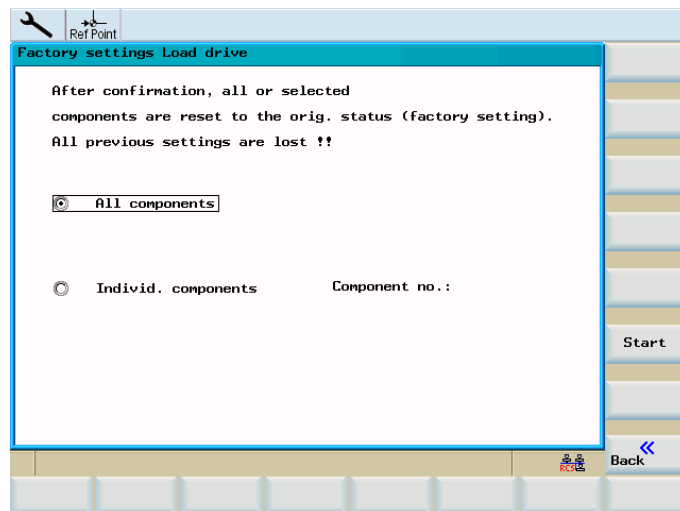 Ref Point
Factory settings Load drive
After confirmation, all or selected
components are reset to the orig. status (factory setting).
All previous settings are lost !!
All components
Individ. components Component no.:
Start
RCS
Back